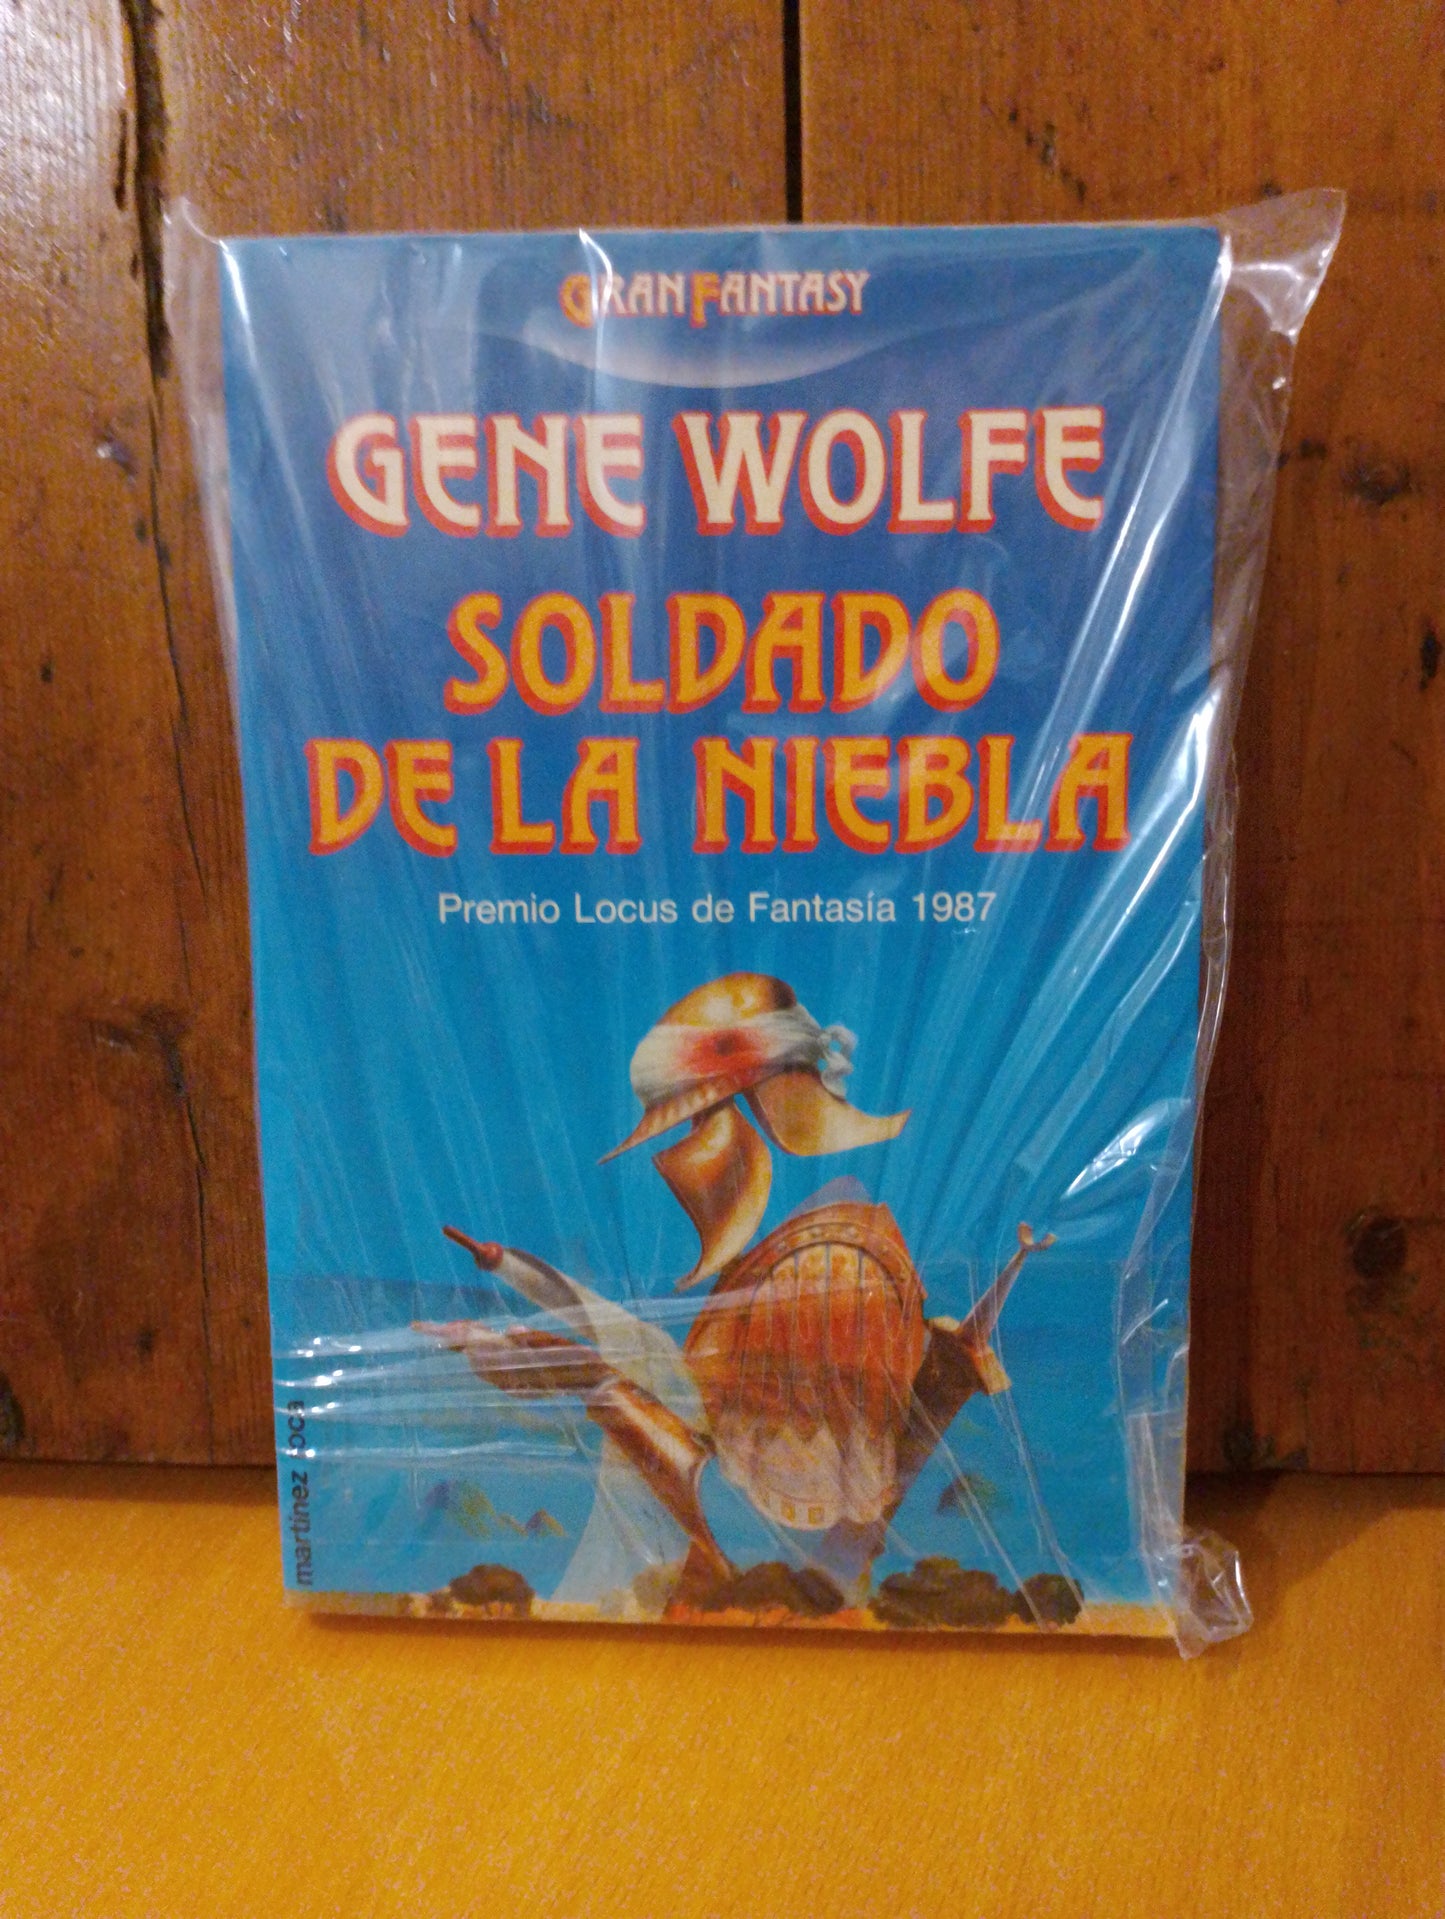 GRAN FANTASY
GENE WOLFE
SOLDADO
DE LA NIEBLA
Premio Locus de Fantasía 1987
martínez roca